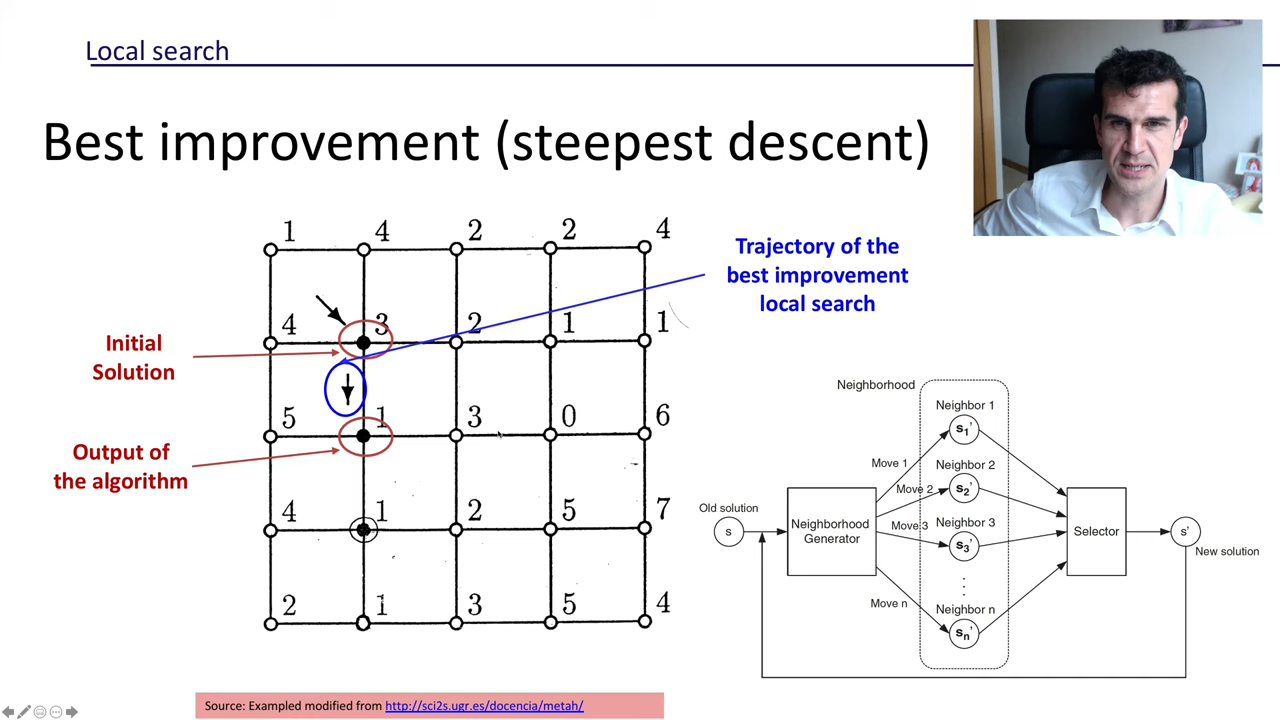 Local search
Best improvement (steepest descent)
1 4 2 2 4
4 3 2 1 1
5 1 3 0 6
4 1 2 5 7
2 1 3 5 4
Initial
Solution
Output of
the algorithm
Trajectory of the
best improvement
local search
Neighborhood
Neighbor 1
s1'
Move 1
Neighbor 2
s2'
Move 2
Old solution
s
Neighborhood
Generator
Move 3
Neighbor 3
s3'
Selector
s'
New solution
Move n
Neighbor n
sn'
Source: Exampled modified from http://sci2s.ugr.es/docencia/metah/